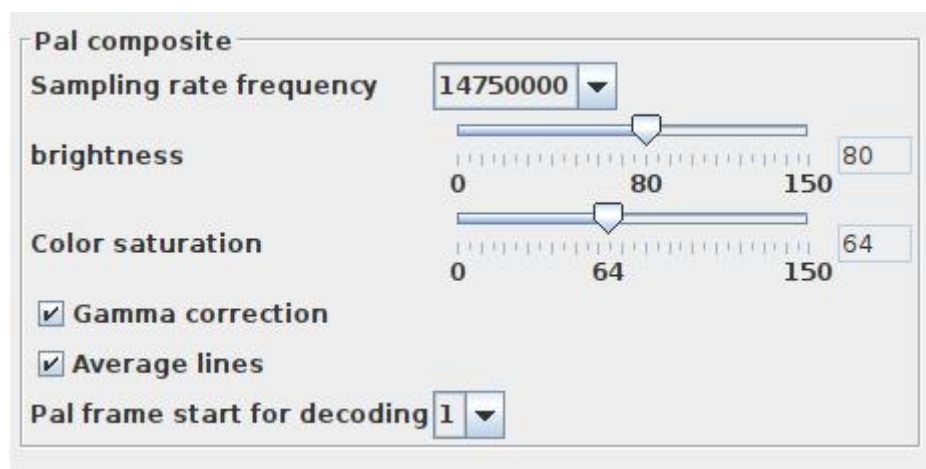 Pal composite
Sampling rate frequency 14750000
brightness 80
0 80 150
Color saturation 64
0 64 150
Gamma correction
Average lines
Pal frame start for decoding 1